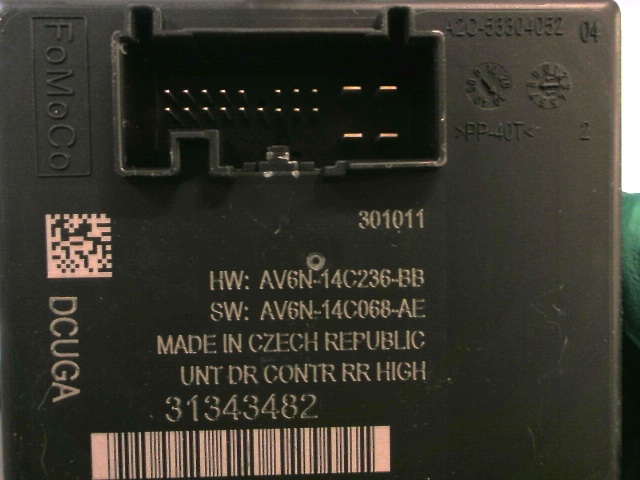 FoMoCo
A2C-53304052 04
>PP-40T< 2
301011
HW: AV6N-14C236-BB
SW: AV6N-14C068-AE
DCUGA
MADE IN CZECH REPUBLIC
UNT DR CONTR RR HIGH
31343482